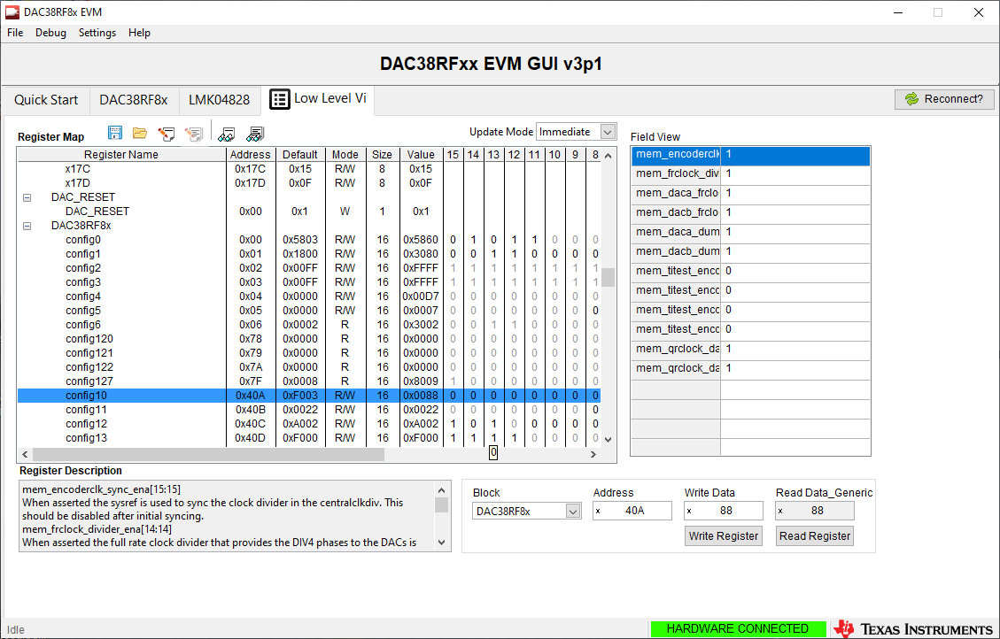 DAC38RF8x EVM
File Debug Settings Help
DAC38RFxx EVM GUI v3p1
Quick Start DAC38RF8x LMK04828 Low Level Vi Reconnect?
Register Map Update Mode Immediate Field View
Register Name Address Default Mode Size Value 15 14 13 12 11 10 9 8
x17C 0x17C 0x15 R/W 8 0x15
x17D 0x17D 0x0F R/W 8 0x0F
DAC_RESET
DAC_RESET 0x00 0x1 W 1 0x1
DAC38RF8x
config0 0x00 0x5803 R/W 16 0x5860 0 1 0 1 1 0 0 0
config1 0x01 0x1800 R/W 16 0x3080 0 0 1 1 0 0 0 0
config2 0x02 0x00FF R/W 16 0xFFFF 1 1 1 1 1 1 1 1
config3 0x03 0x00FF R/W 16 0xFFFF 1 1 1 1 1 1 1 1
config4 0x04 0x0000 R/W 16 0x00D7 0 0 0 0 0 0 0 0
config5 0x05 0x0000 R/W 16 0x0007 0 0 0 0 0 0 0 0
config6 0x06 0x0002 R 16 0x3002 0 0 1 1 0 0 0 0
config120 0x78 0x0000 R 16 0x0000 0 0 0 0 0 0 0 0
config121 0x79 0x0000 R 16 0x0000 0 0 0 0 0 0 0 0
config122 0x7A 0x0000 R 16 0x0000 0 0 0 0 0 0 0 0
config127 0x7F 0x0008 R 16 0x8009 1 0 0 0 0 0 0 0
config10 0x40A 0xF003 R/W 16 0x0088 0 0 0 0 0 0 0 0
config11 0x40B 0x0022 R/W 16 0x0022 0 0 0 0 0 0 0 0
config12 0x40C 0xA002 R/W 16 0xA002 1 0 1 0 0 0 0 0
config13 0x40D 0xF000 R/W 16 0xF000 1 1 1 1 0 0 0 0
0
mem_encoderclk 1
mem_frclock_div 1
mem_daca_frclo 1
mem_dacb_frclo 1
mem_daca_dum 1
mem_dacb_dum 1
mem_titest_enco 0
mem_titest_enco 0
mem_titest_enco 0
mem_titest_enco 0
mem_qrclock_da 1
mem_qrclock_da 1
Register Description
mem_encoderclk_sync_ena[15:15]
When asserted the sysref is used to sync the clock divider in the centralclkdiv. This
should be disabled after initial syncing.
mem_frclock_divider_ena[14:14]
When asserted the full rate clock divider that provides the DIV4 phases to the DACs is
Block Address Write Data Read Data_Generic
DAC38RF8x x 40A x 88 x 88
Write Register Read Register
Idle HARDWARE CONNECTED TEXAS INSTRUMENTS